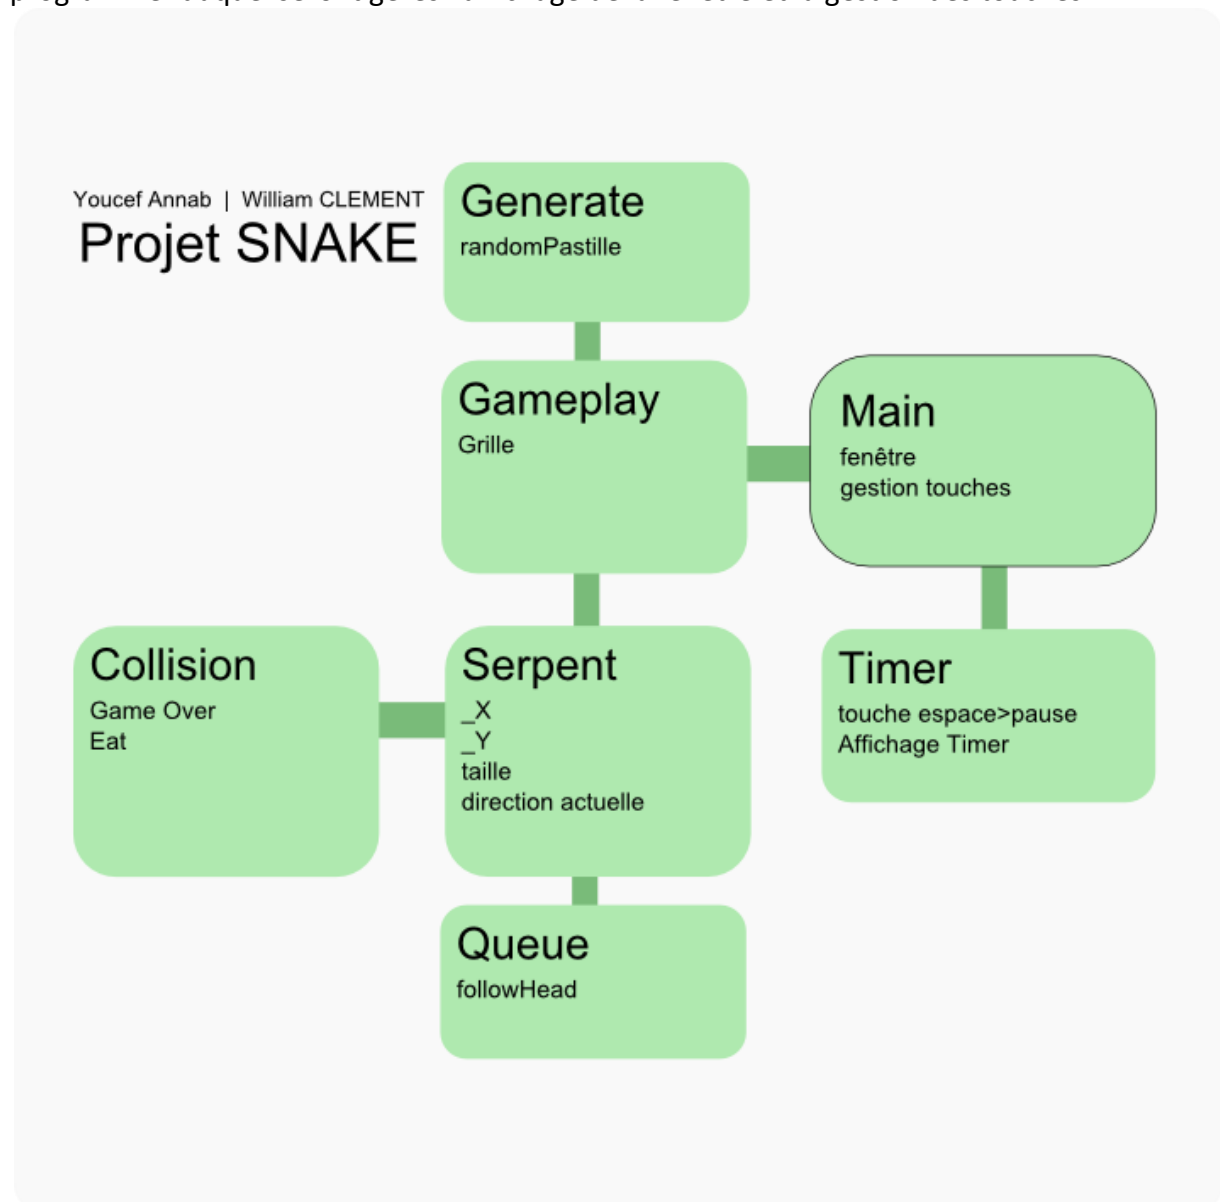 Youcef Annab | William CLEMENT
Projet SNAKE
Generate
randomPastille
Gameplay
Grille
Main
fenêtre
gestion touches
Collision
Game Over
Eat
Serpent
_X
_Y
taille
direction actuelle
Timer
touche espace>pause
Affichage Timer
Queue
followHead